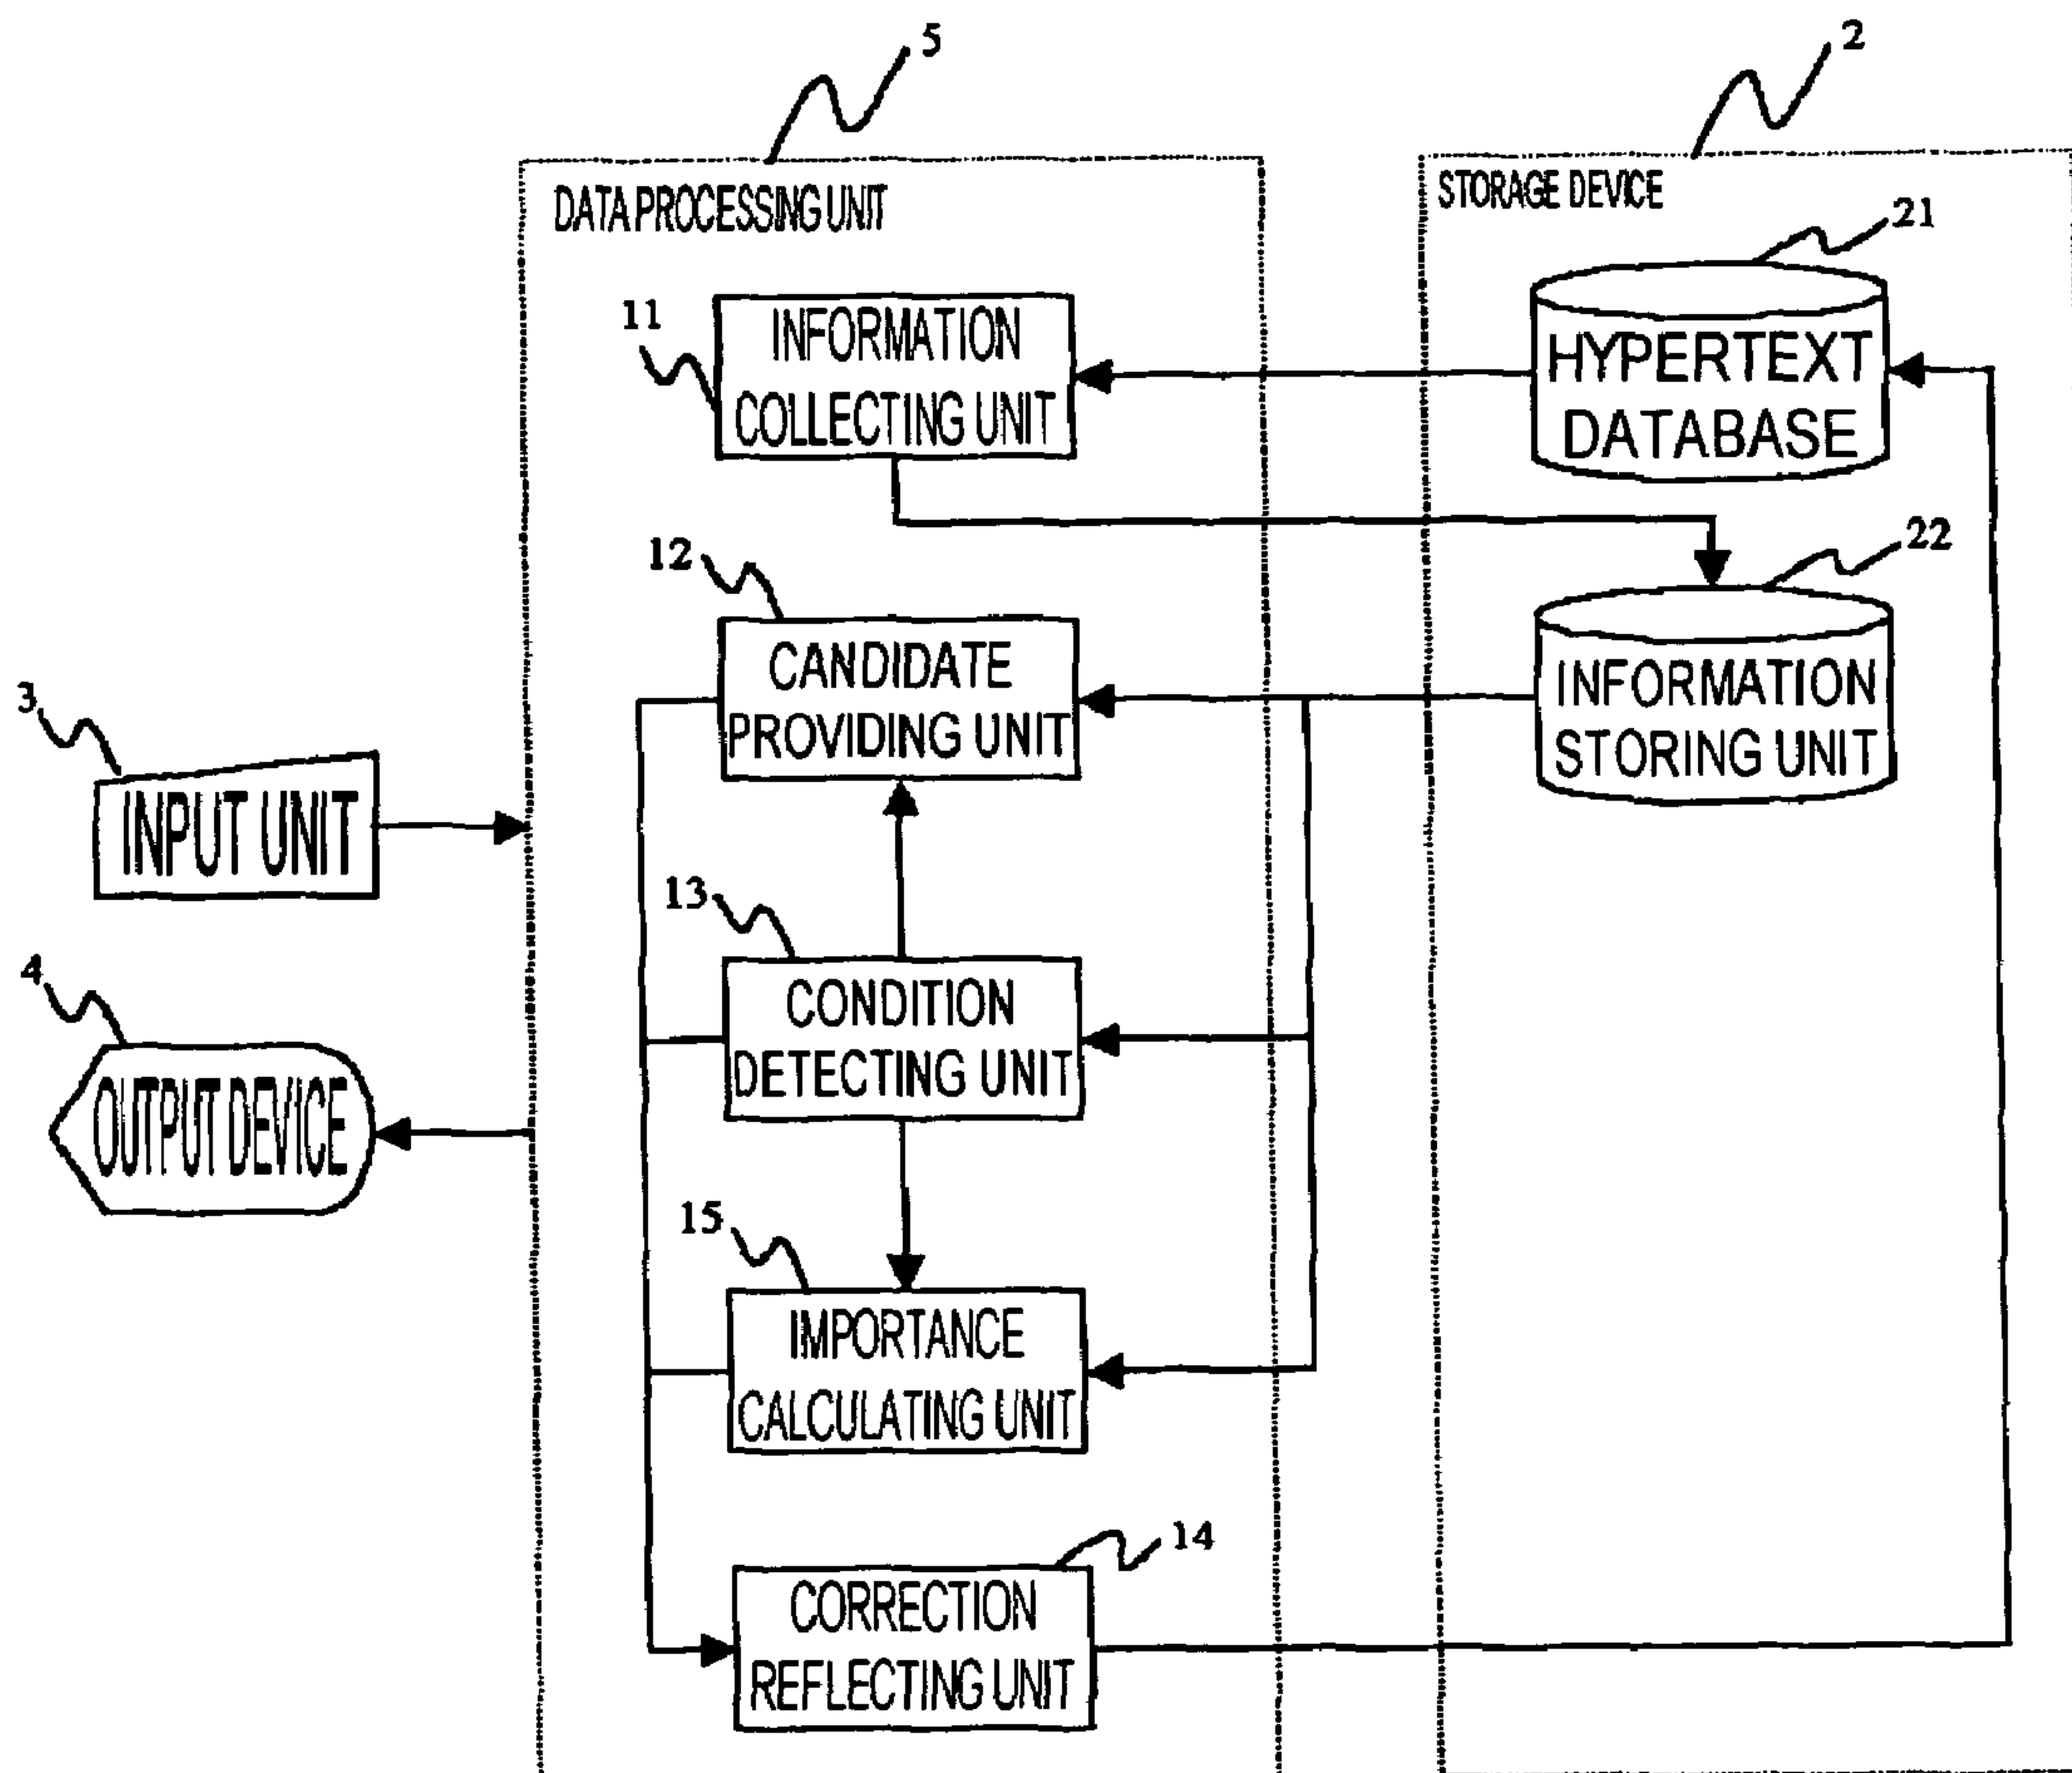 5
2
DATA PROCESSING UNIT
STORAGE DEVICE
21
11
INFORMATION
COLLECTING UNIT
HYPERTEXT
DATABASE
12
22
CANDIDATE
PROVIDING UNIT
INFORMATION
STORING UNIT
3
INPUT UNIT
13
4
CONDITION
DETECTING UNIT
OUTPUT DEVICE
15
IMPORTANCE
CALCULATING UNIT
14
CORRECTION
REFLECTING UNIT